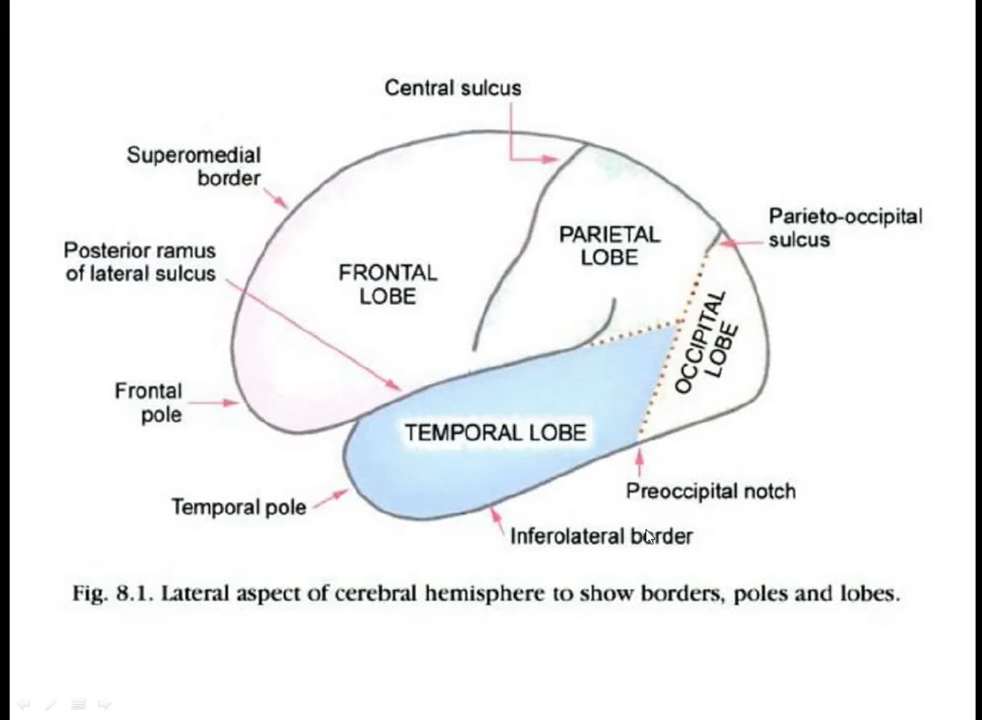 Central sulcus
Superomedial
border
Parieto-occipital
sulcus
PARIETAL
LOBE
Posterior ramus
of lateral sulcus
FRONTAL
LOBE
OCCIPITAL
LOBE
Frontal
pole
TEMPORAL LOBE
Preoccipital notch
Temporal pole
Inferolateral border
Fig. 8.1. Lateral aspect of cerebral hemisphere to show borders, poles and lobes.